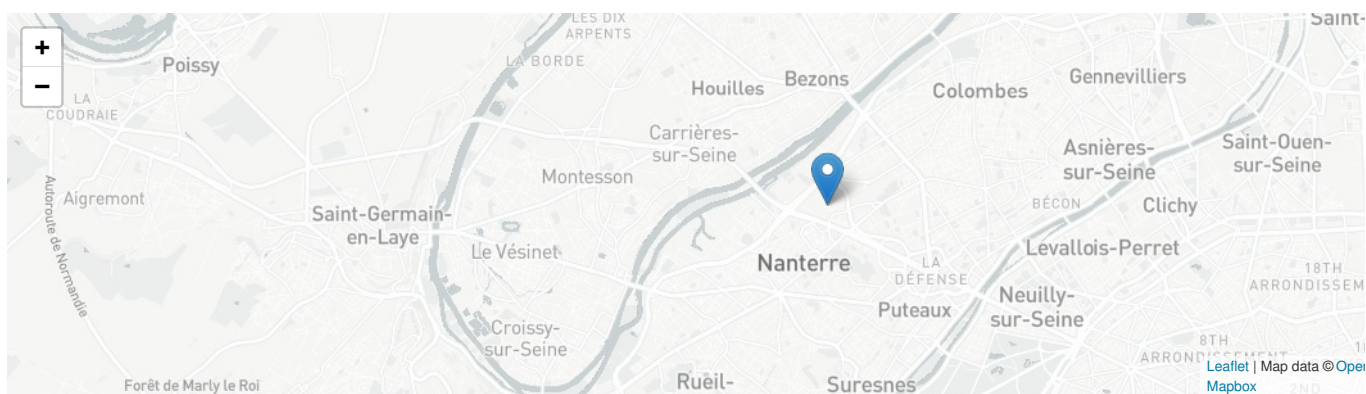 LES DIX
ARPENTS
Saint-
+
−
Poissy
LA BORDE
Houilles
Bezons
Colombes
Gennevilliers
LA
COUDRAIE
Carrières-
sur-Seine
Asnières-
sur-Seine
Saint-Ouen-
sur-Seine
Aigremont
Montesson
BÉCON
Clichy
Autoroute de Normandie
Saint-Germain-
en-Laye
Le Vésinet
Nanterre
LA
DÉFENSE
Levallois-Perret
18TH
ARRONDISSEM
Puteaux
Neuilly-
sur-Seine
Croissy-
sur-Seine
8TH
ARRONDISSEMENT
Forêt de Marly le Roi
Rueil-
Suresnes
Leaflet | Map data © Ope
Mapbox
2ND